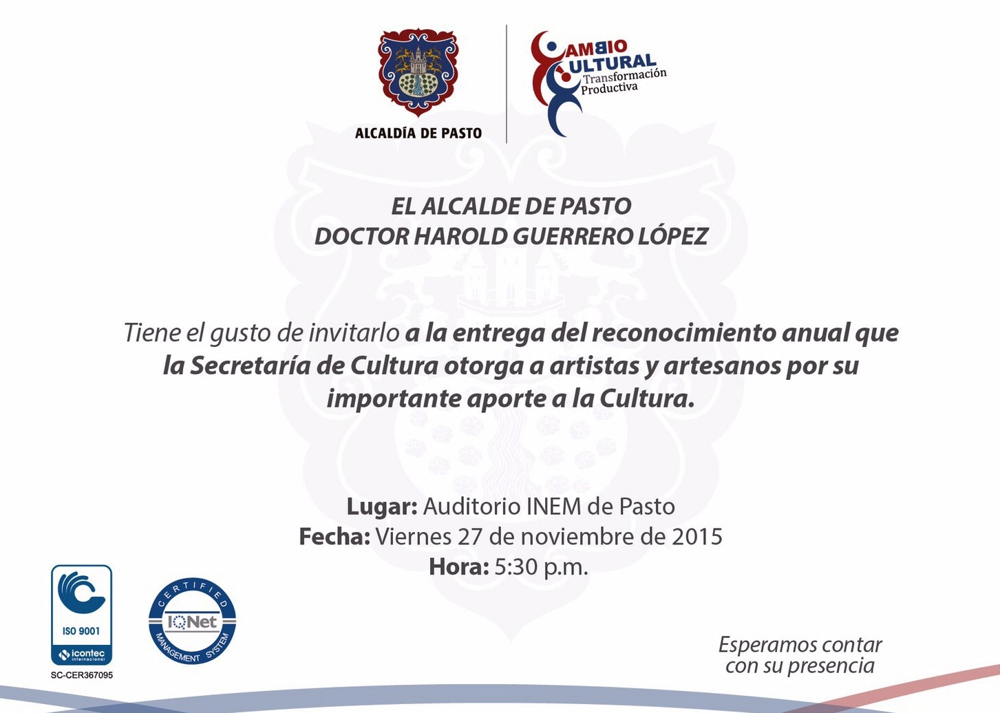 ALCALDÍA DE PASTO
CAMBIO
CULTURAL
Transformación
Productiva
EL ALCALDE DE PASTO
DOCTOR HAROLD GUERRERO LÓPEZ
Tiene el gusto de invitarlo a la entrega del reconocimiento anual que
la Secretaría de Cultura otorga a artistas y artesanos por su
importante aporte a la Cultura.
Lugar: Auditorio INEM de Pasto
Fecha: Viernes 27 de noviembre de 2015
Hora: 5:30 p.m.
ISO 9001
icontec
internacional
SC-CER367095
CERTIFIED
IQNet
MANAGEMENT SYSTEM
Esperamos contar
con su presencia